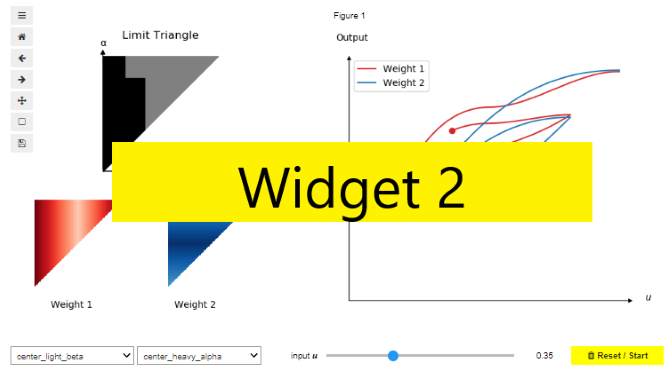 Figure 1
Limit Triangle
α
Output
Weight 1
Weight 2
Widget 2
u
Weight 1
Weight 2
center_light_beta
center_heavy_alpha
input u
0.35
Reset / Start